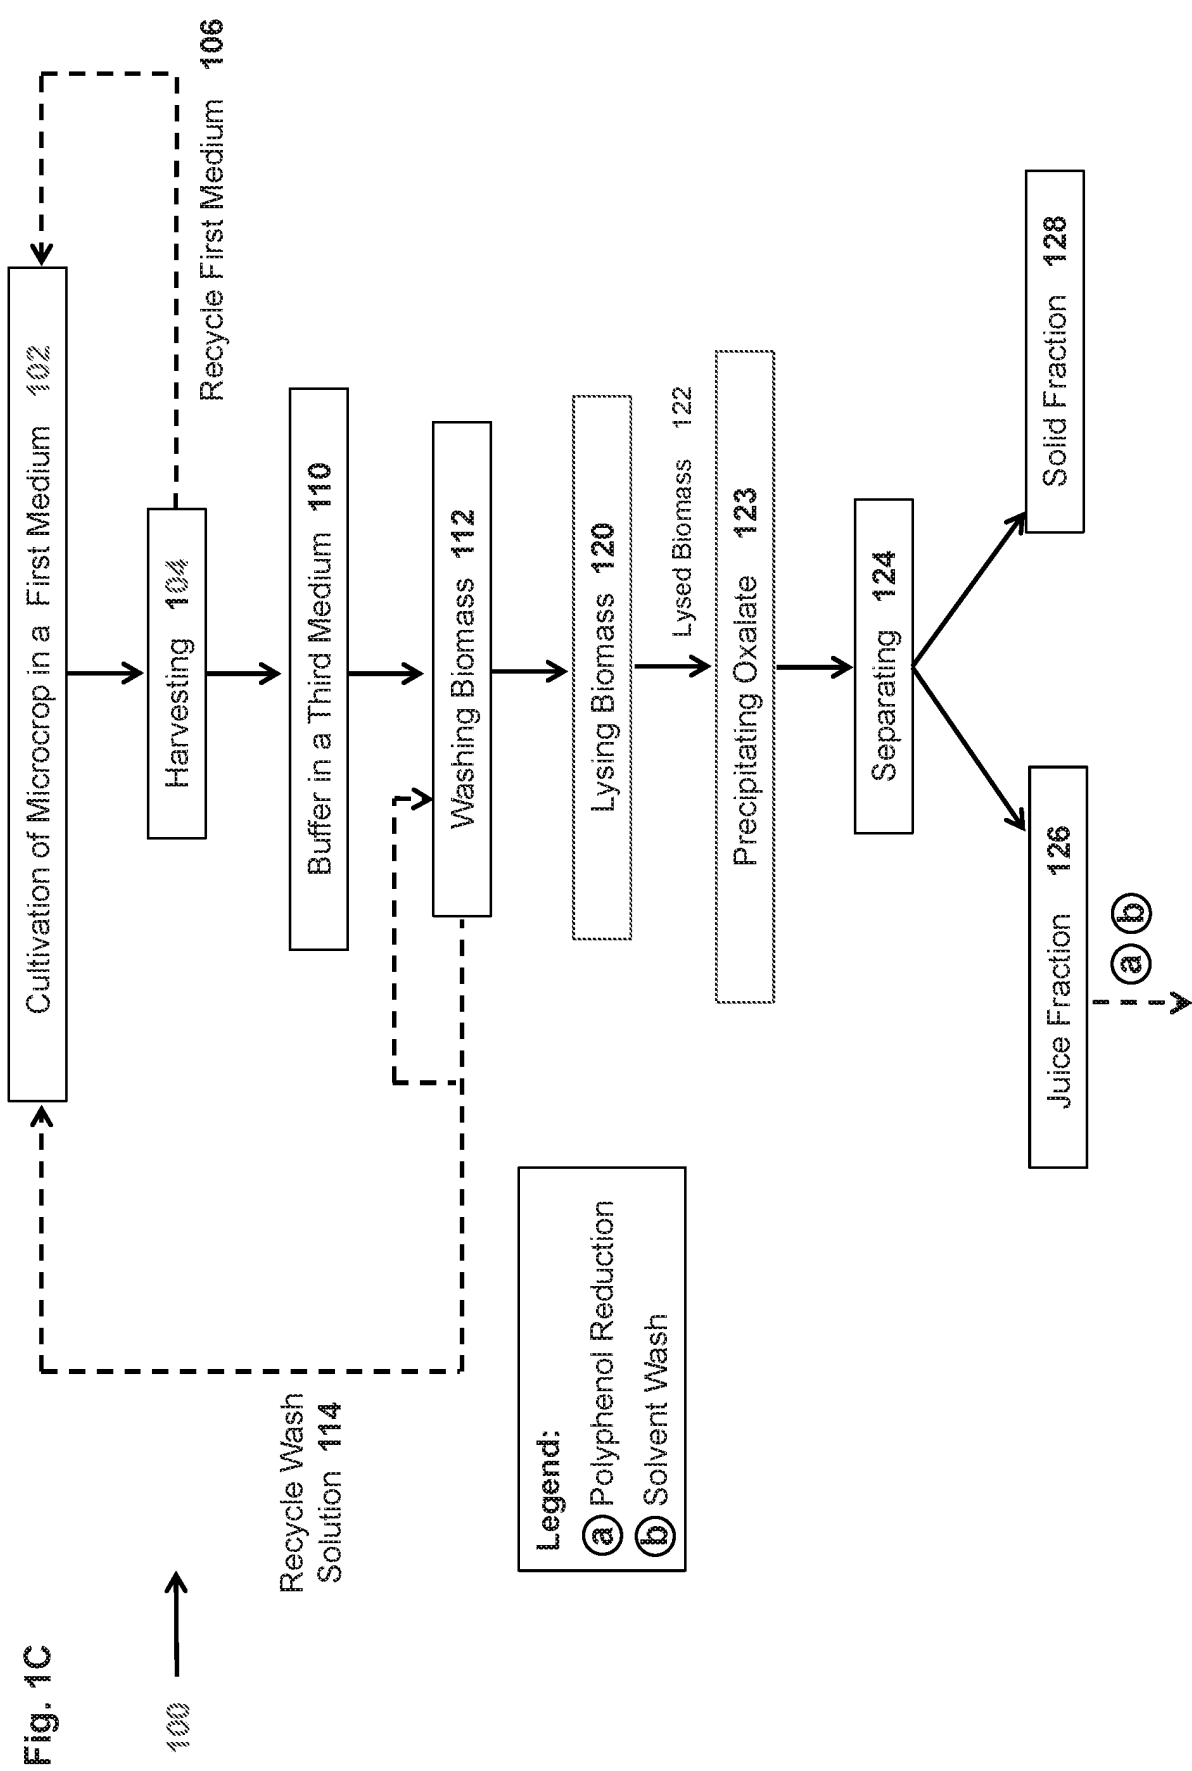 Fig. 1C
100
Cultivation of Microcrop in a First Medium 102
Harvesting 104
Recycle First Medium 106
Buffer in a Third Medium 110
Recycle Wash
Solution 114
Washing Biomass 112
Lysing Biomass 120
Lysed Biomass 122
Precipitating Oxalate 123
Separating 124
Juice Fraction 126
Solid Fraction 128
a b
Legend:
a Polyphenol Reduction
b Solvent Wash